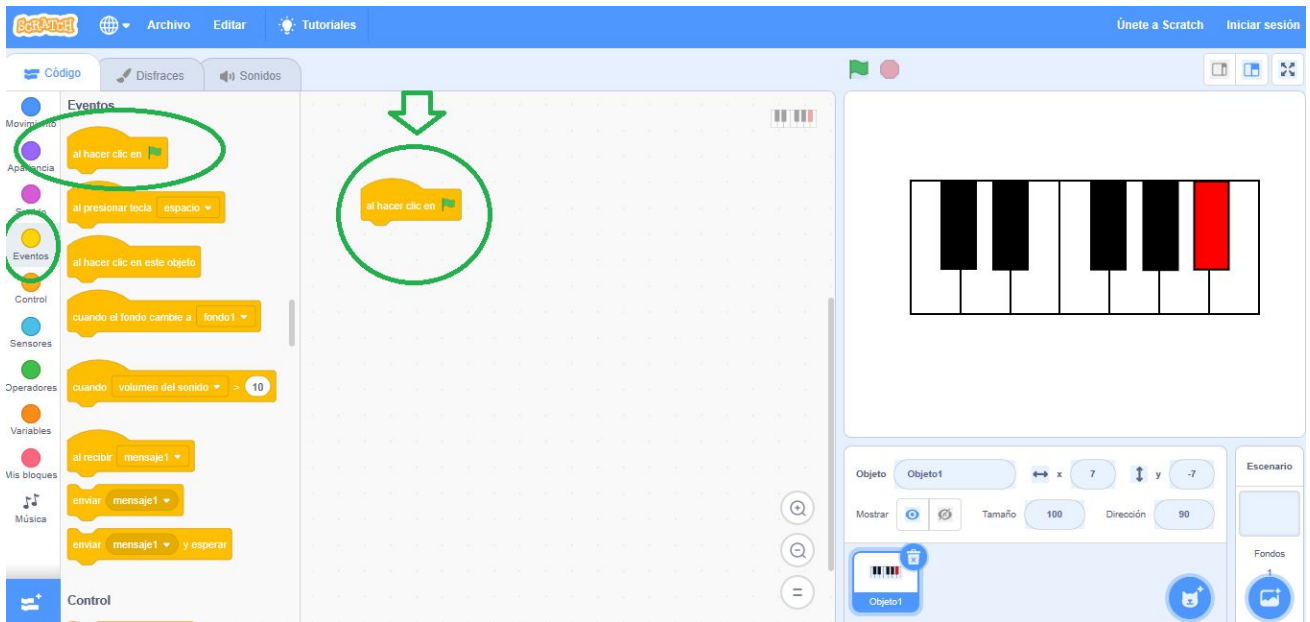 SCRATCH Archivo Editar Tutoriales Únete a Scratch Iniciar sesión
Código Disfraces Sonidos
Movimiento
Apariencia
Sonido
Eventos
Control
Sensores
Operadores
Variables
Mis bloques
Música
Eventos
al hacer clic en
al presionar tecla espacio
al hacer clic en este objeto
cuando el fondo cambie a fondo1
cuando volumen del sonido > 10
al recibir mensaje1
enviar mensaje1
enviar mensaje1 y esperar
Control
al hacer clic en
Objeto Objeto1 x 7 y -7
Mostrar Tamaño 100 Dirección 90
Objeto1
Escenario
Fondos
1